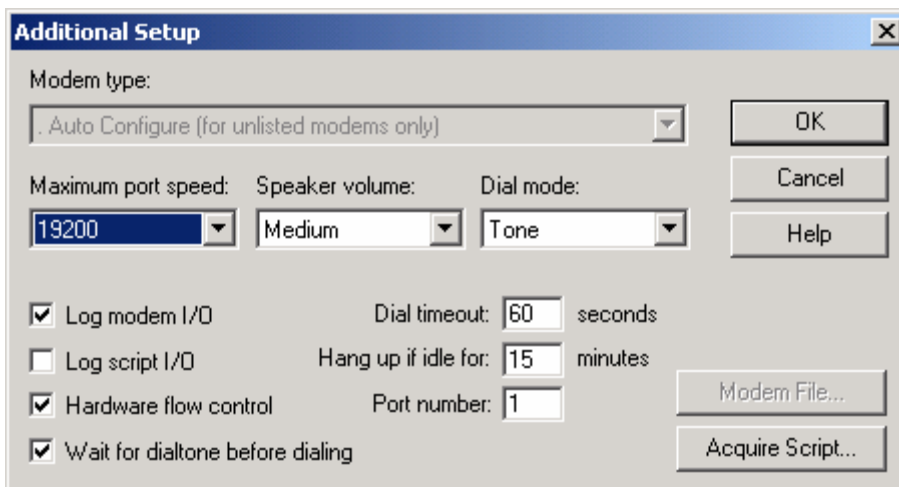 Additional Setup
Modem type:
. Auto Configure (for unlisted modems only)
OK
Maximum port speed:
Speaker volume:
Dial mode:
Cancel
19200
Medium
Tone
Help
Log modem I/O
Dial timeout: 60 seconds
Log script I/O
Hang up if idle for: 15 minutes
Hardware flow control
Port number: 1
Modem File...
Wait for dialtone before dialing
Acquire Script...